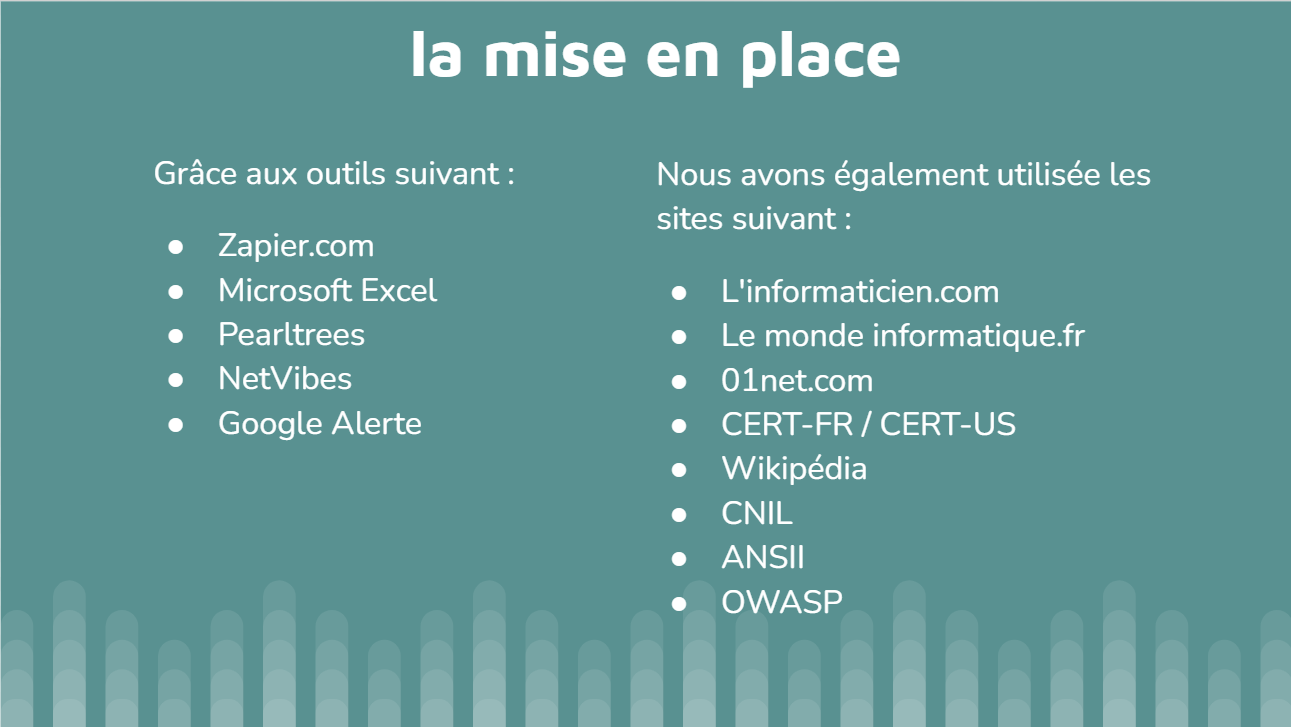 la mise en place
Grâce aux outils suivant :
● Zapier.com
● Microsoft Excel
● Pearltrees
● NetVibes
● Google Alerte
Nous avons également utilisée les
sites suivant :
● L'informaticien.com
● Le monde informatique.fr
● 01net.com
● CERT-FR / CERT-US
● Wikipédia
● CNIL
● ANSII
● OWASP